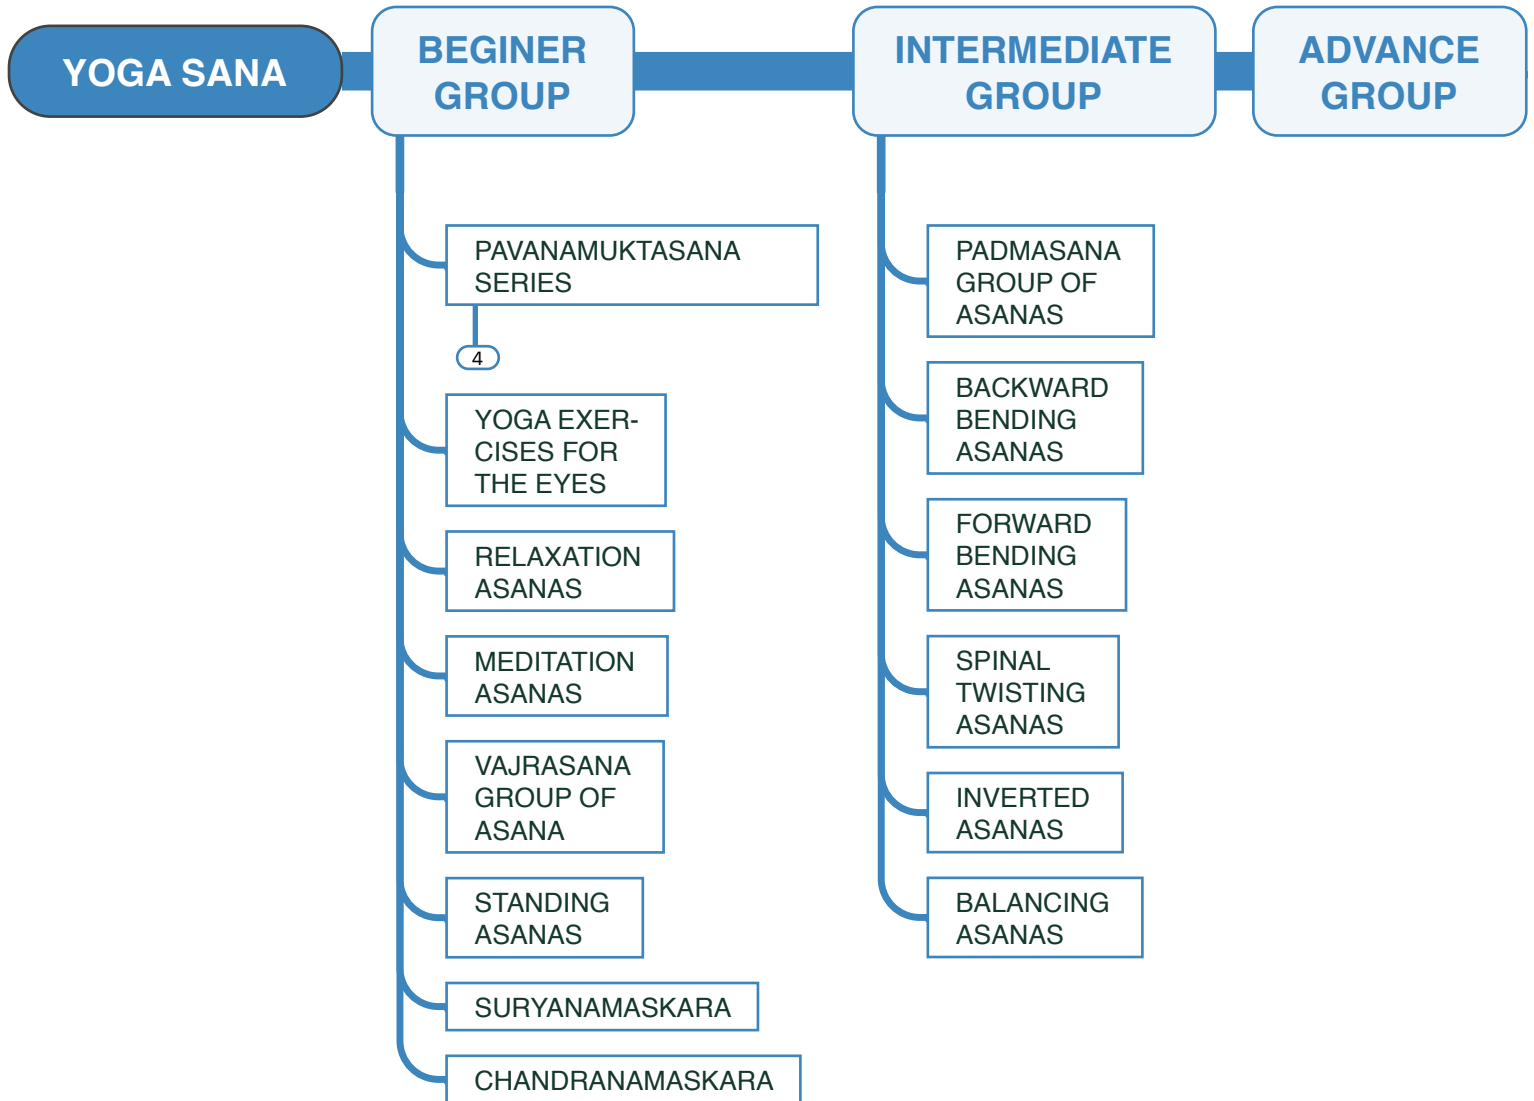 YOGA SANA
BEGINER
GROUP
INTERMEDIATE
GROUP
ADVANCE
GROUP
PAVANAMUKTASANA
SERIES
4
YOGA EXER-
CISES FOR
THE EYES
RELAXATION
ASANAS
MEDITATION
ASANAS
VAJRASANA
GROUP OF
ASANA
STANDING
ASANAS
SURYANAMASKARA
CHANDRANAMASKARA
PADMASANA
GROUP OF
ASANAS
BACKWARD
BENDING
ASANAS
FORWARD
BENDING
ASANAS
SPINAL
TWISTING
ASANAS
INVERTED
ASANAS
BALANCING
ASANAS